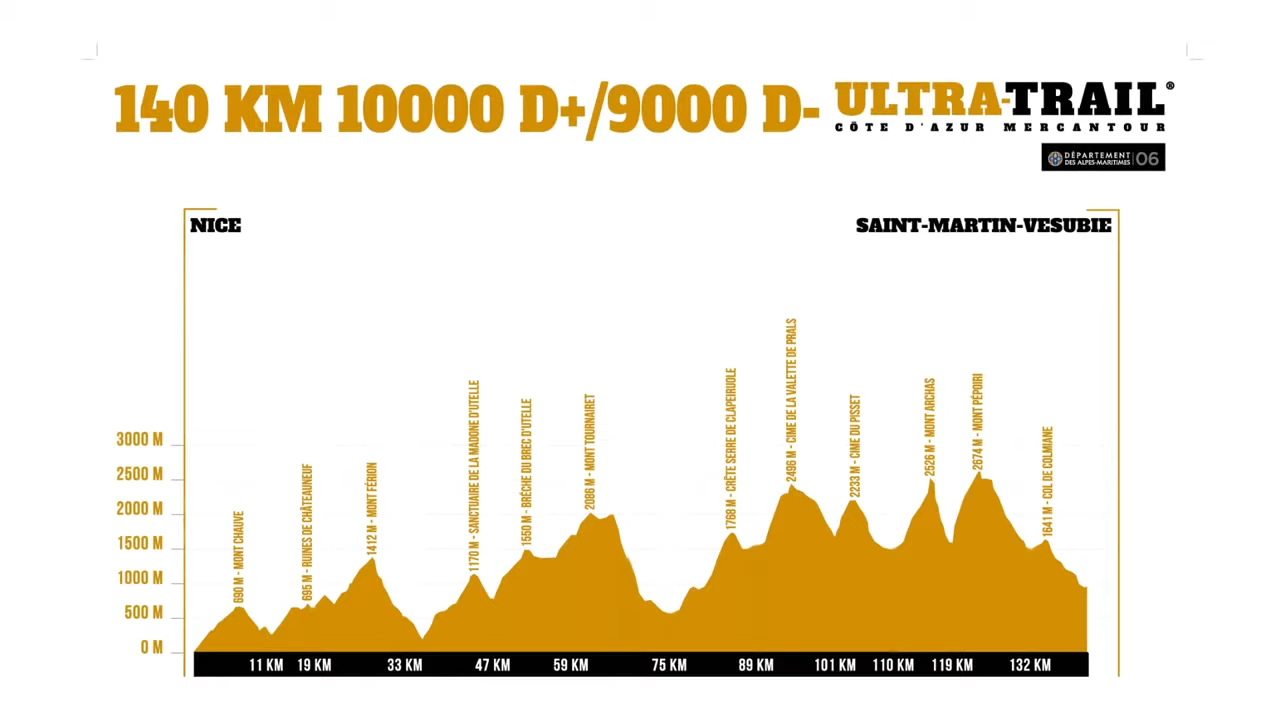 140 KM 10000 D+/9000 D-
ULTRA-TRAIL®
CÔTE D'AZUR MERCANTOUR
DÉPARTEMENT
DES ALPES-MARITIMES
06
NICE
SAINT-MARTIN-VESUBIE
690 M - MONT CHAUVE
695 M - RUINES DE CHÂTEAUNEUF
1412 M - MONT FÉRION
1170 M - SANCTUAIRE DE LA MADONE D'UTELLE
1550 M - BRÈCHE DU BREC D'UTELLE
2086 M - MONT TOURNAIRET
1768 M - CRÊTE SERRE DE CLAPEIRUOLE
2496 M - CIME DE LA VALETTE DE PRALS
2233 M - CIME DU PISSET
2526 M - MONT ARCHAS
2674 M - MONT PÉPOIRI
1641 M - COL DE COLMIANE
3000 M
2500 M
2000 M
1500 M
1000 M
500 M
0 M
11 KM 19 KM 33 KM 47 KM 59 KM 75 KM 89 KM 101 KM 110 KM 119 KM 132 KM